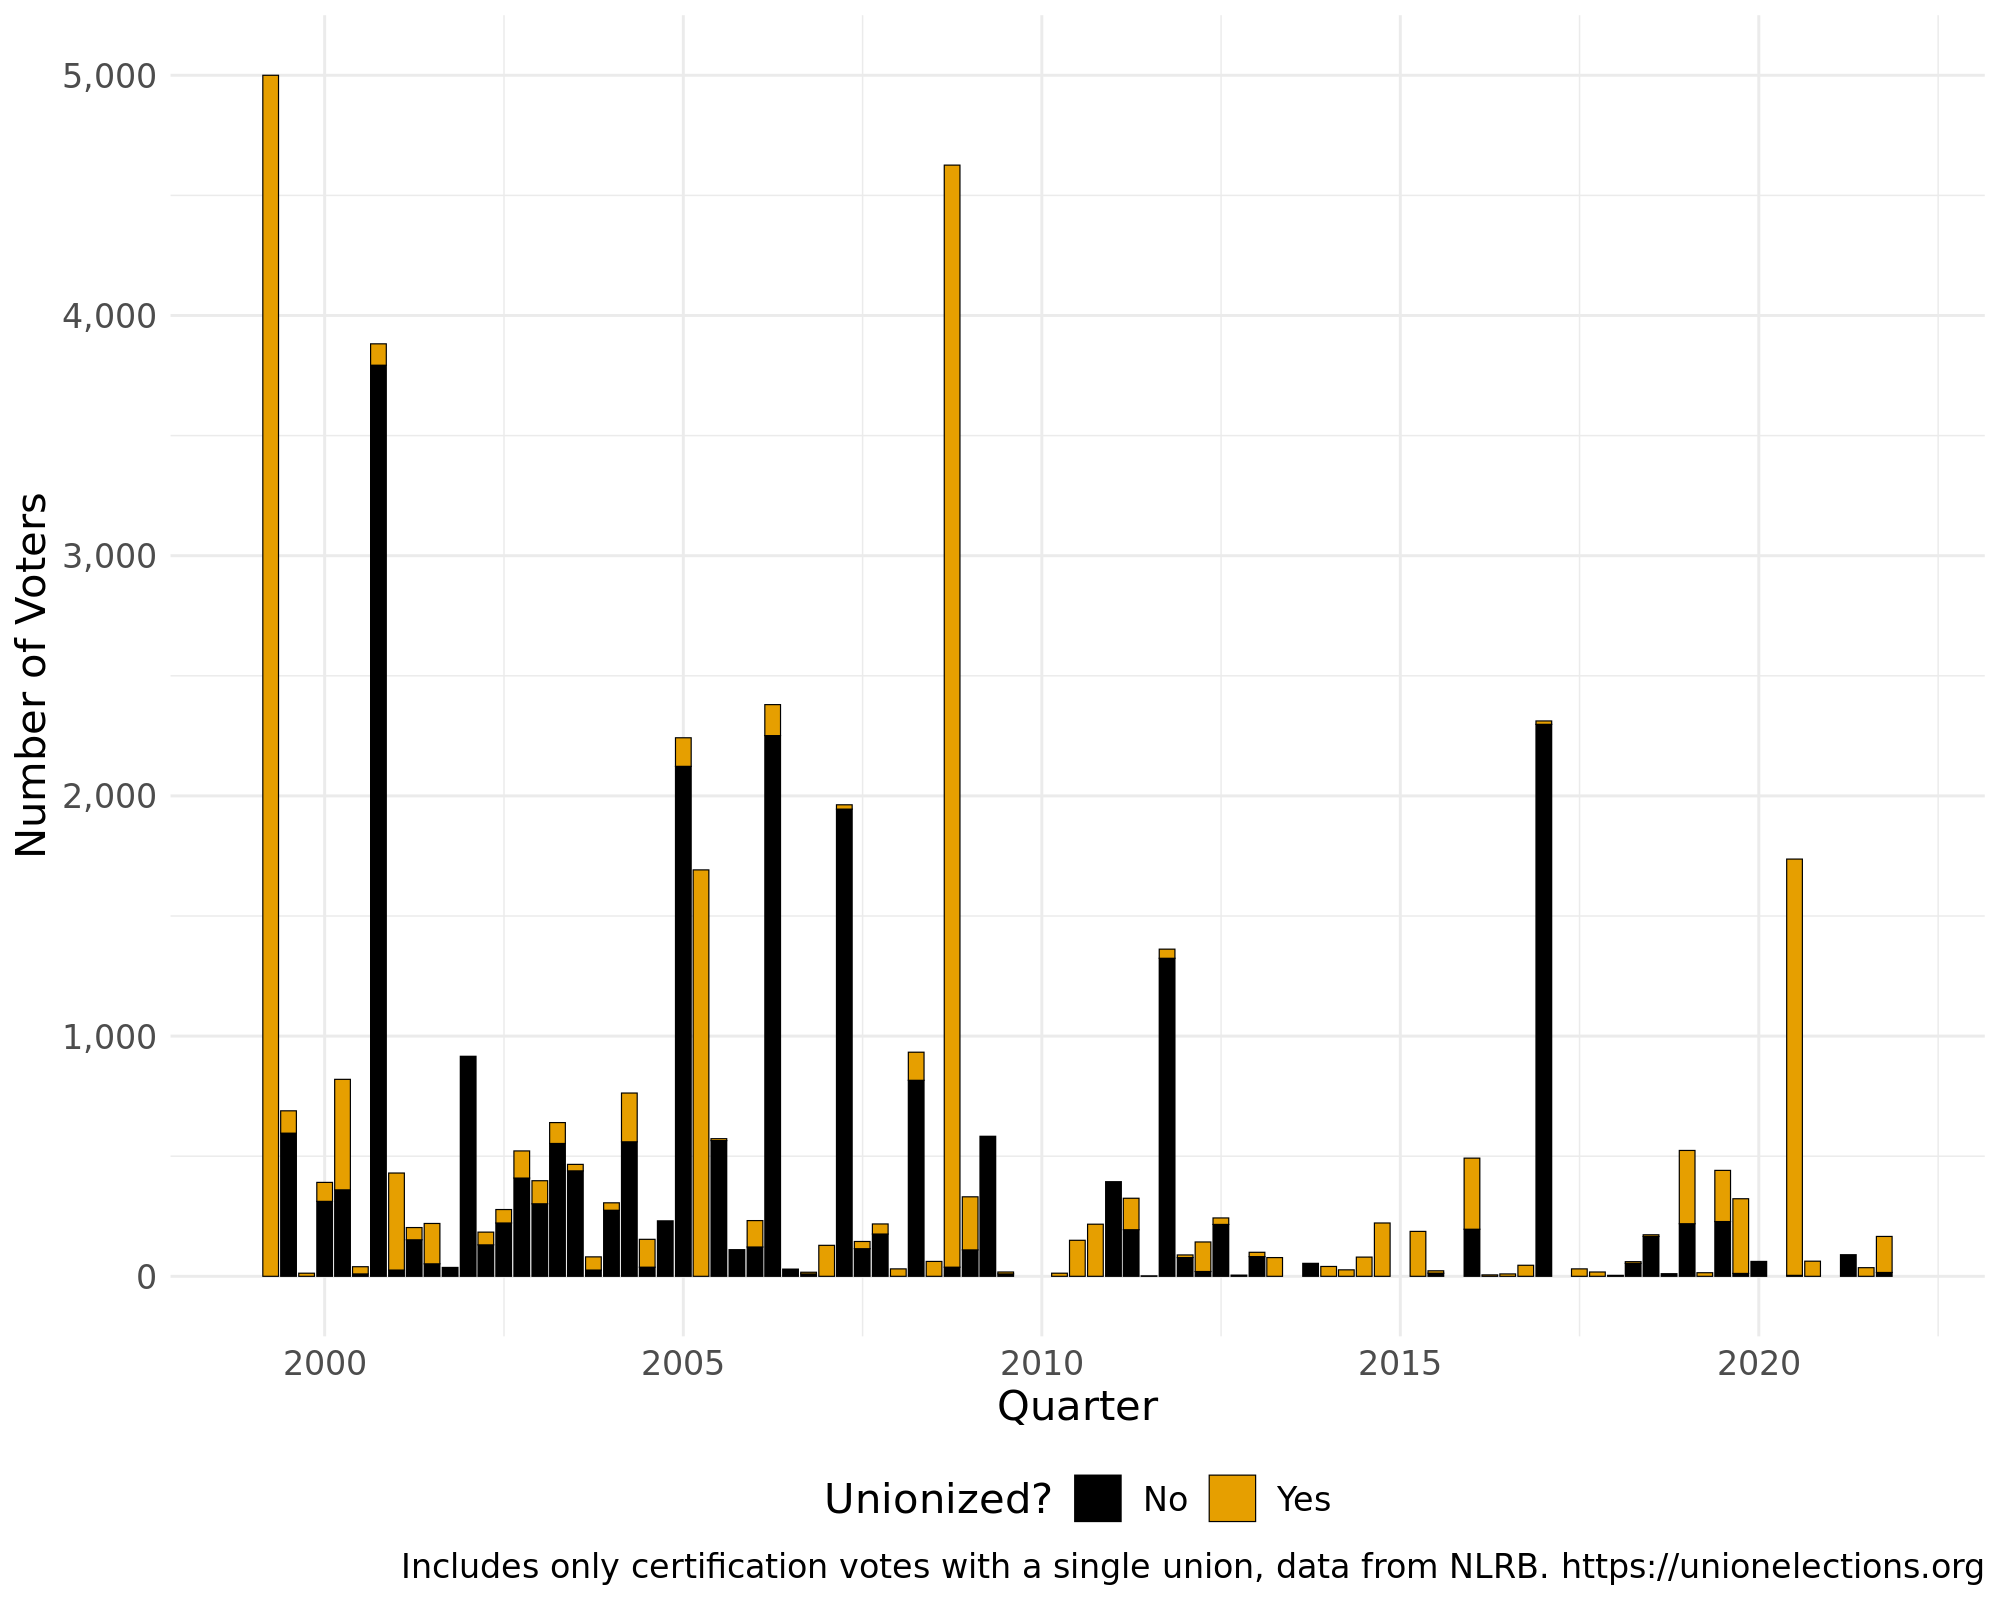 5,000
4,000
3,000
2,000
1,000
0
Number of Voters
2000 2005 2010 2015 2020
Quarter
Unionized? No Yes
Includes only certification votes with a single union, data from NLRB. https://unionelections.org